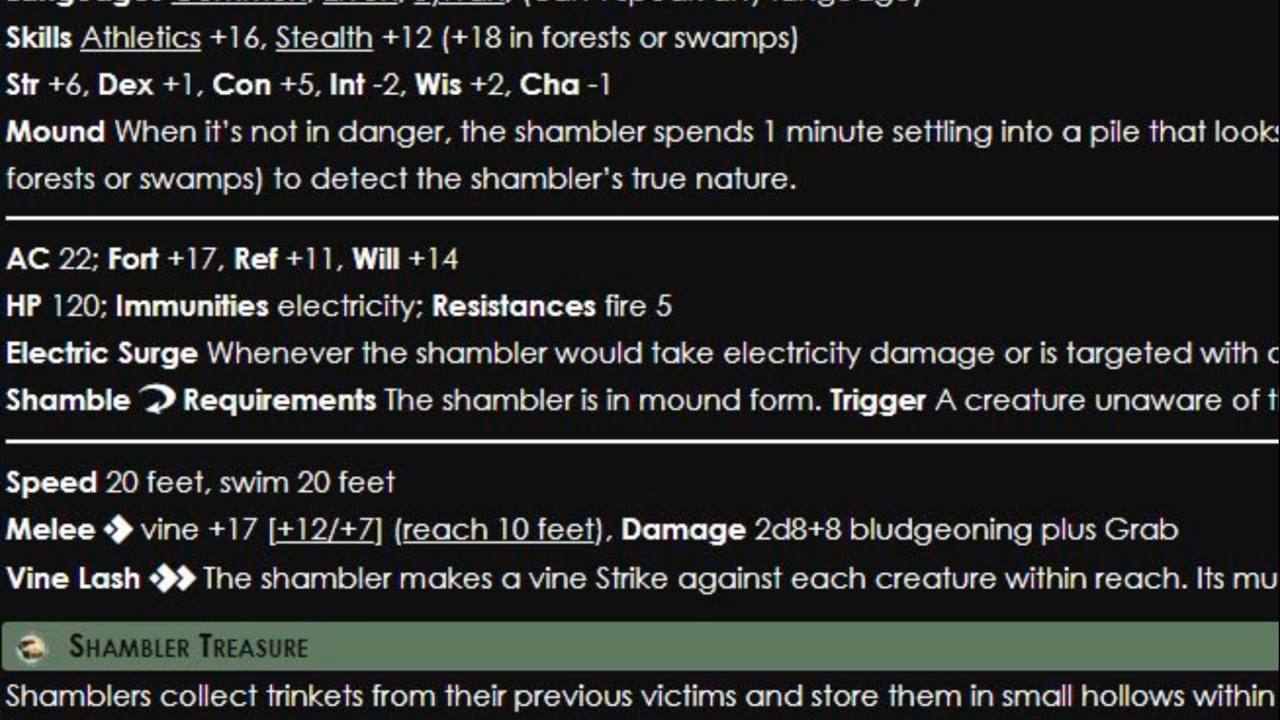 Skills Athletics +16, Stealth +12 (+18 in forests or swamps)
Str +6, Dex +1, Con +5, Int -2, Wis +2, Cha -1
Mound When it's not in danger, the shambler spends 1 minute settling into a pile that looks
forests or swamps) to detect the shambler's true nature.
AC 22; Fort +17, Ref +11, Will +14
HP 120; Immunities electricity; Resistances fire 5
Electric Surge Whenever the shambler would take electricity damage or is targeted with
Shamble Requirements The shambler is in mound form. Trigger A creature unaware of
Speed 20 feet, swim 20 feet
Melee vine +17 [+12/+7] (reach 10 feet), Damage 2d8+8 bludgeoning plus Grab
Vine Lash The shambler makes a vine Strike against each creature within reach. Its
Shambler Treasure
Shamblers collect trinkets from their previous victims and store them in small hollows within